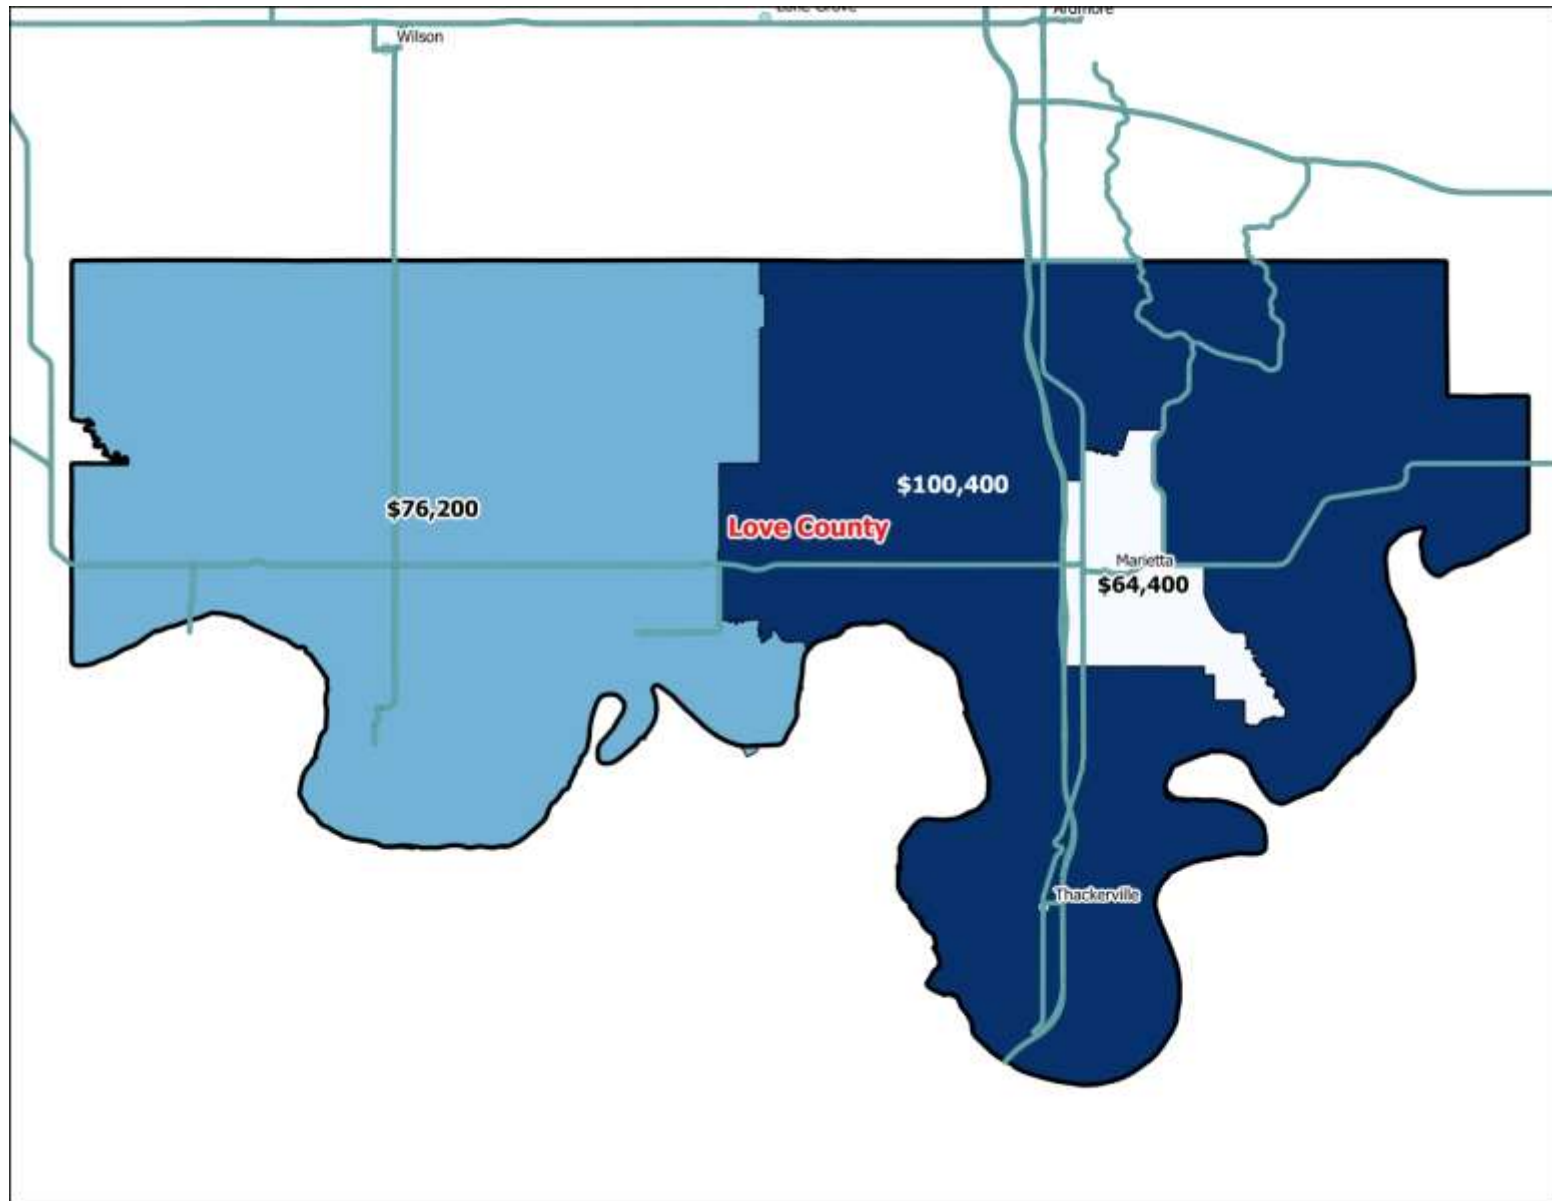 Ardmore
Wilson
$100,400
$76,200
Love County
Marietta
$64,400
Thackerville